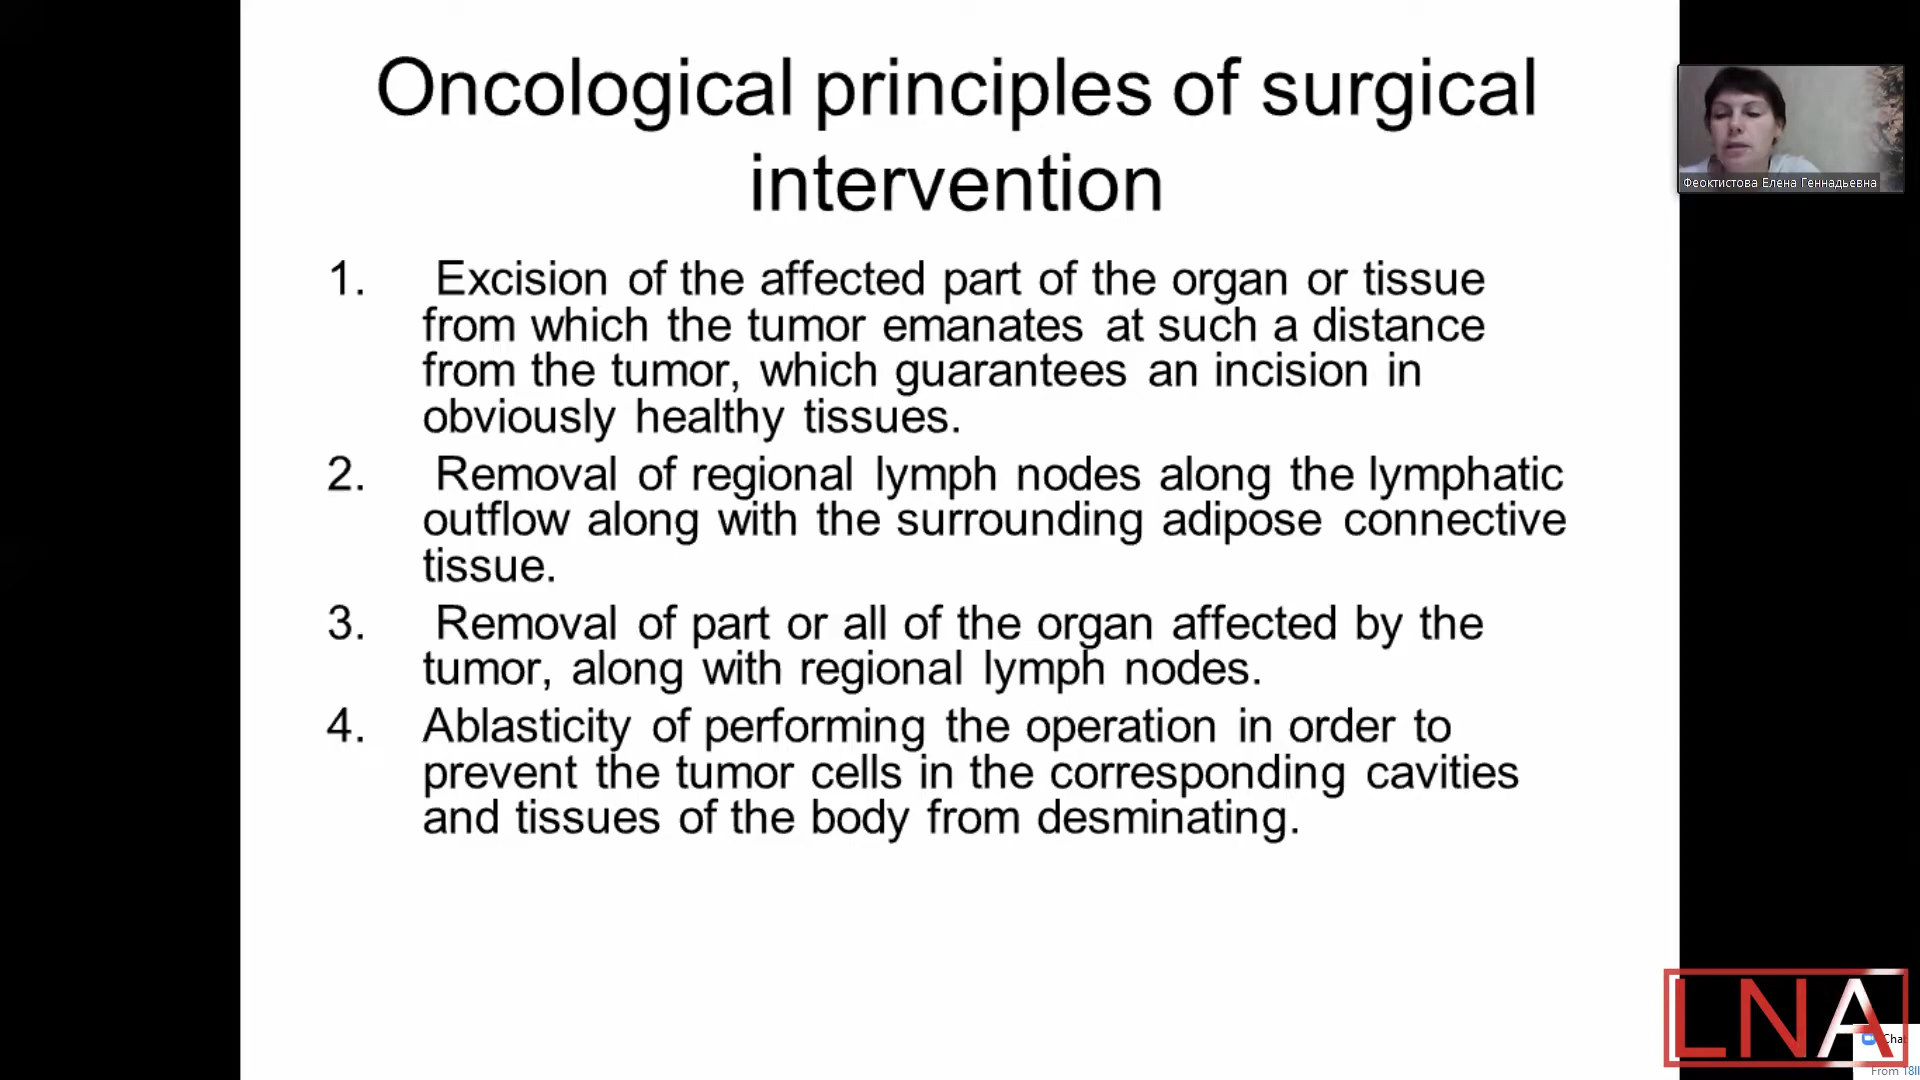 Oncological principles of surgical
intervention
1. Excision of the affected part of the organ or tissue
from which the tumor emanates at such a distance
from the tumor, which guarantees an incision in
obviously healthy tissues.
2. Removal of regional lymph nodes along the lymphatic
outflow along with the surrounding adipose connective
tissue.
3. Removal of part or all of the organ affected by the
tumor, along with regional lymph nodes.
4. Ablasticity of performing the operation in order to
prevent the tumor cells in the corresponding cavities
and tissues of the body from desminating.
Феоктистова Елена Геннадьевна
LNA
From